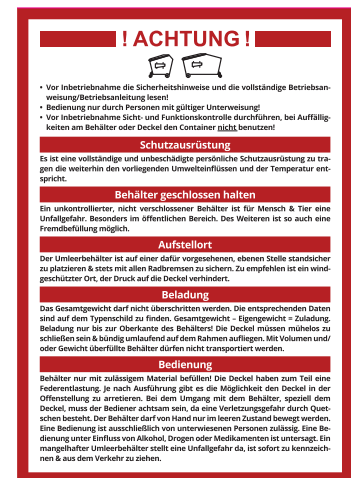 ! ACHTUNG !
• Vor Inbetriebnahme die Sicherheitshinweise und die vollständige Betriebsan-
weisung/Betriebsanleitung lesen!
• Bedienung nur durch Personen mit gültiger Unterweisung!
• Vor Inbetriebnahme Sicht- und Funktionskontrolle durchführen, bei Auffällig-
keiten am Behälter oder Deckel den Container nicht benutzen!
Schutzausrüstung
Es ist eine vollständige und unbeschädigte persönliche Schutzausrüstung zu tra-
gen die weiterhin den vorliegenden Umwelteinflüssen und der Temperatur ent-
spricht.
Behälter geschlossen halten
Ein unkontrollierter, nicht verschlossener Behälter ist für Mensch & Tier eine
Unfallgefahr. Besonders im öffentlichen Bereich. Des Weiteren ist so auch eine
Fremdbefüllung möglich.
Aufstellort
Der Umleerbehälter ist auf einer dafür vorgesehenen, ebenen Stelle standsicher
zu platzieren & stets mit allen Radbremsen zu sichern. Zu empfehlen ist ein wind-
geschützter Ort, der Druck auf die Deckel verhindert.
Beladung
Das Gesamtgewicht darf nicht überschritten werden. Die entsprechenden Daten
sind auf dem Typenschild zu finden. Gesamtgewicht – Eigengewicht = Zuladung.
Beladung nur bis zur Oberkante des Behälters! Die Deckel müssen mühelos zu
schließen sein & bündig umlaufend auf dem Rahmen aufliegen. Mit Volumen und/
oder Gewicht überfüllte Behälter dürfen nicht transportiert werden.
Bedienung
Behälter nur mit zulässigem Material befüllen! Die Deckel haben zum Teil eine
Federentlastung. Je nach Ausführung gibt es die Möglichkeit den Deckel in der
Offenstellung zu arretieren. Bei dem Umgang mit dem Behälter, speziell dem
Deckel, muss der Bediener achtsam sein, da eine Verletzungsgefahr durch Quet-
schen besteht. Der Behälter darf von Hand nur im leeren Zustand bewegt werden.
Eine Bedienung ist ausschließlich von unterwiesenen Personen zulässig. Eine Be-
dienung unter Einfluss von Alkohol, Drogen oder Medikamenten ist untersagt. Ein
mangelhafter Umleerbehälter stellt eine Unfallgefahr da, ist sofort zu kennzeich-
nen & aus dem Verkehr zu ziehen.